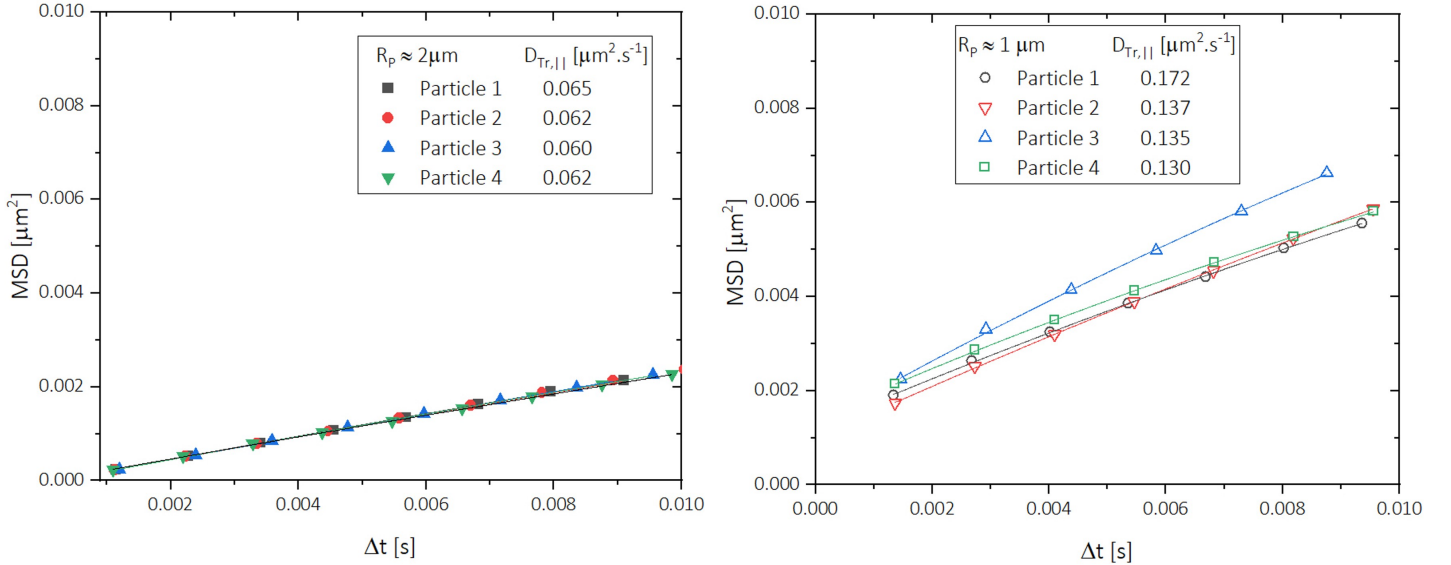 0.010
0.008
0.006
0.004
0.002
0.000
MSD [μm²]
R_P ≈ 2μm D_Tr,|| [μm².s⁻¹]
Particle 1 0.065
Particle 2 0.062
Particle 3 0.060
Particle 4 0.062
0.002 0.004 0.006 0.008 0.010
Δt [s]
0.010
0.008
0.006
0.004
0.002
0.000
MSD [μm²]
R_P ≈ 1 μm D_Tr,|| [μm².s⁻¹]
Particle 1 0.172
Particle 2 0.137
Particle 3 0.135
Particle 4 0.130
0.000 0.002 0.004 0.006 0.008 0.010
Δt [s]